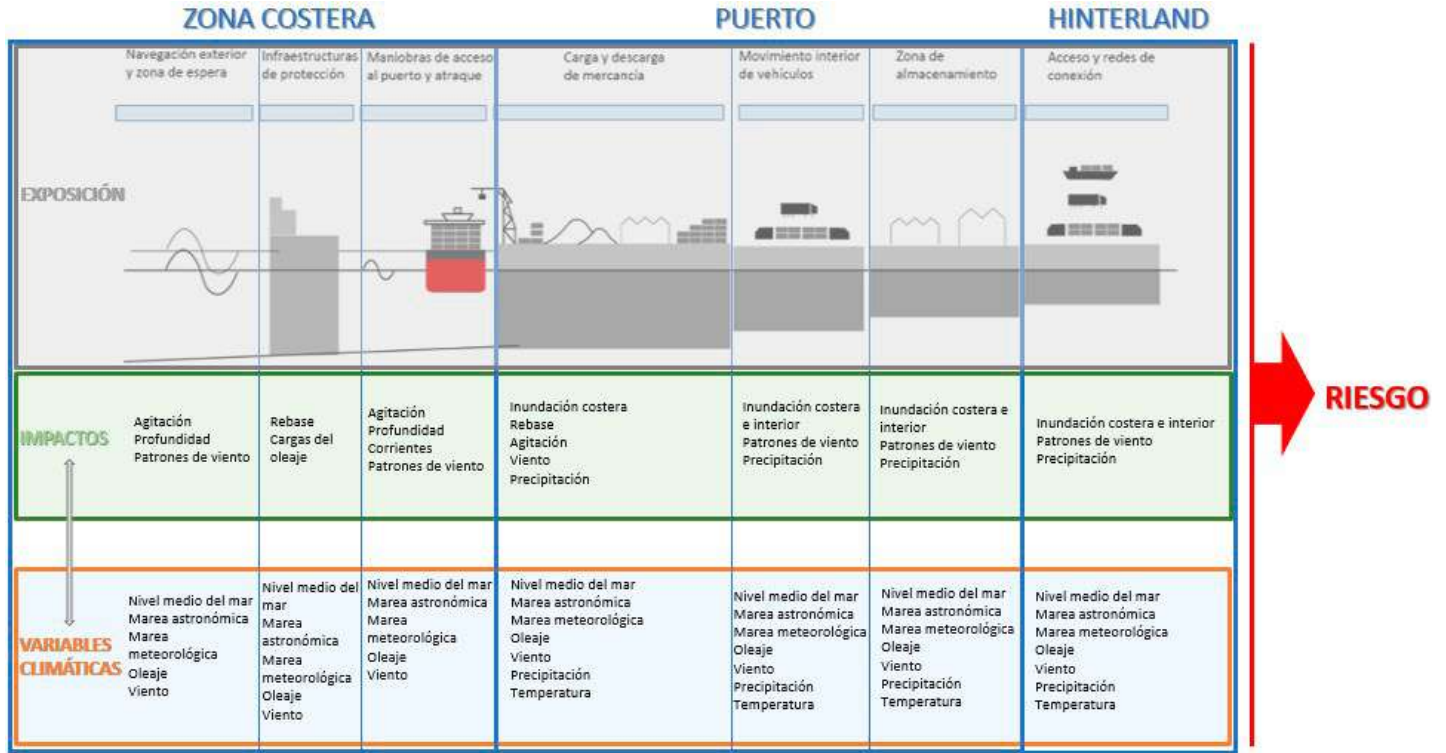 ZONA COSTERA
PUERTO
HINTERLAND
Navegación exterior
y zona de espera
Infraestructuras
de protección
Maniobras de acceso
al puerto y atraque
Carga y descarga
de mercancía
Movimiento interior
de vehículos
Zona de
almacenamiento
Acceso y redes de
conexión
EXPOSICIÓN
IMPACTOS
Agitación
Profundidad
Patrones de viento
Rebase
Cargas del
oleaje
Agitación
Profundidad
Corrientes
Patrones de viento
Inundación costera
Rebase
Agitación
Viento
Precipitación
Inundación costera
e interior
Patrones de viento
Precipitación
Inundación costera e
interior
Patrones de viento
Precipitación
Inundación costera e interior
Patrones de viento
Precipitación
RIESGO
VARIABLES
CLIMÁTICAS
Nivel medio del mar
Marea astronómica
Marea
meteorológica
Oleaje
Viento
Nivel medio del
mar
Marea
astronómica
Marea
meteorológica
Oleaje
Viento
Nivel medio del mar
Marea astronómica
Marea
meteorológica
Oleaje
Viento
Nivel medio del mar
Marea astronómica
Marea meteorológica
Oleaje
Viento
Precipitación
Temperatura
Nivel medio del mar
Marea astronómica
Marea meteorológica
Oleaje
Viento
Precipitación
Temperatura
Nivel medio del mar
Marea astronómica
Marea meteorológica
Oleaje
Viento
Precipitación
Temperatura
Nivel medio del mar
Marea astronómica
Marea meteorológica
Oleaje
Viento
Precipitación
Temperatura